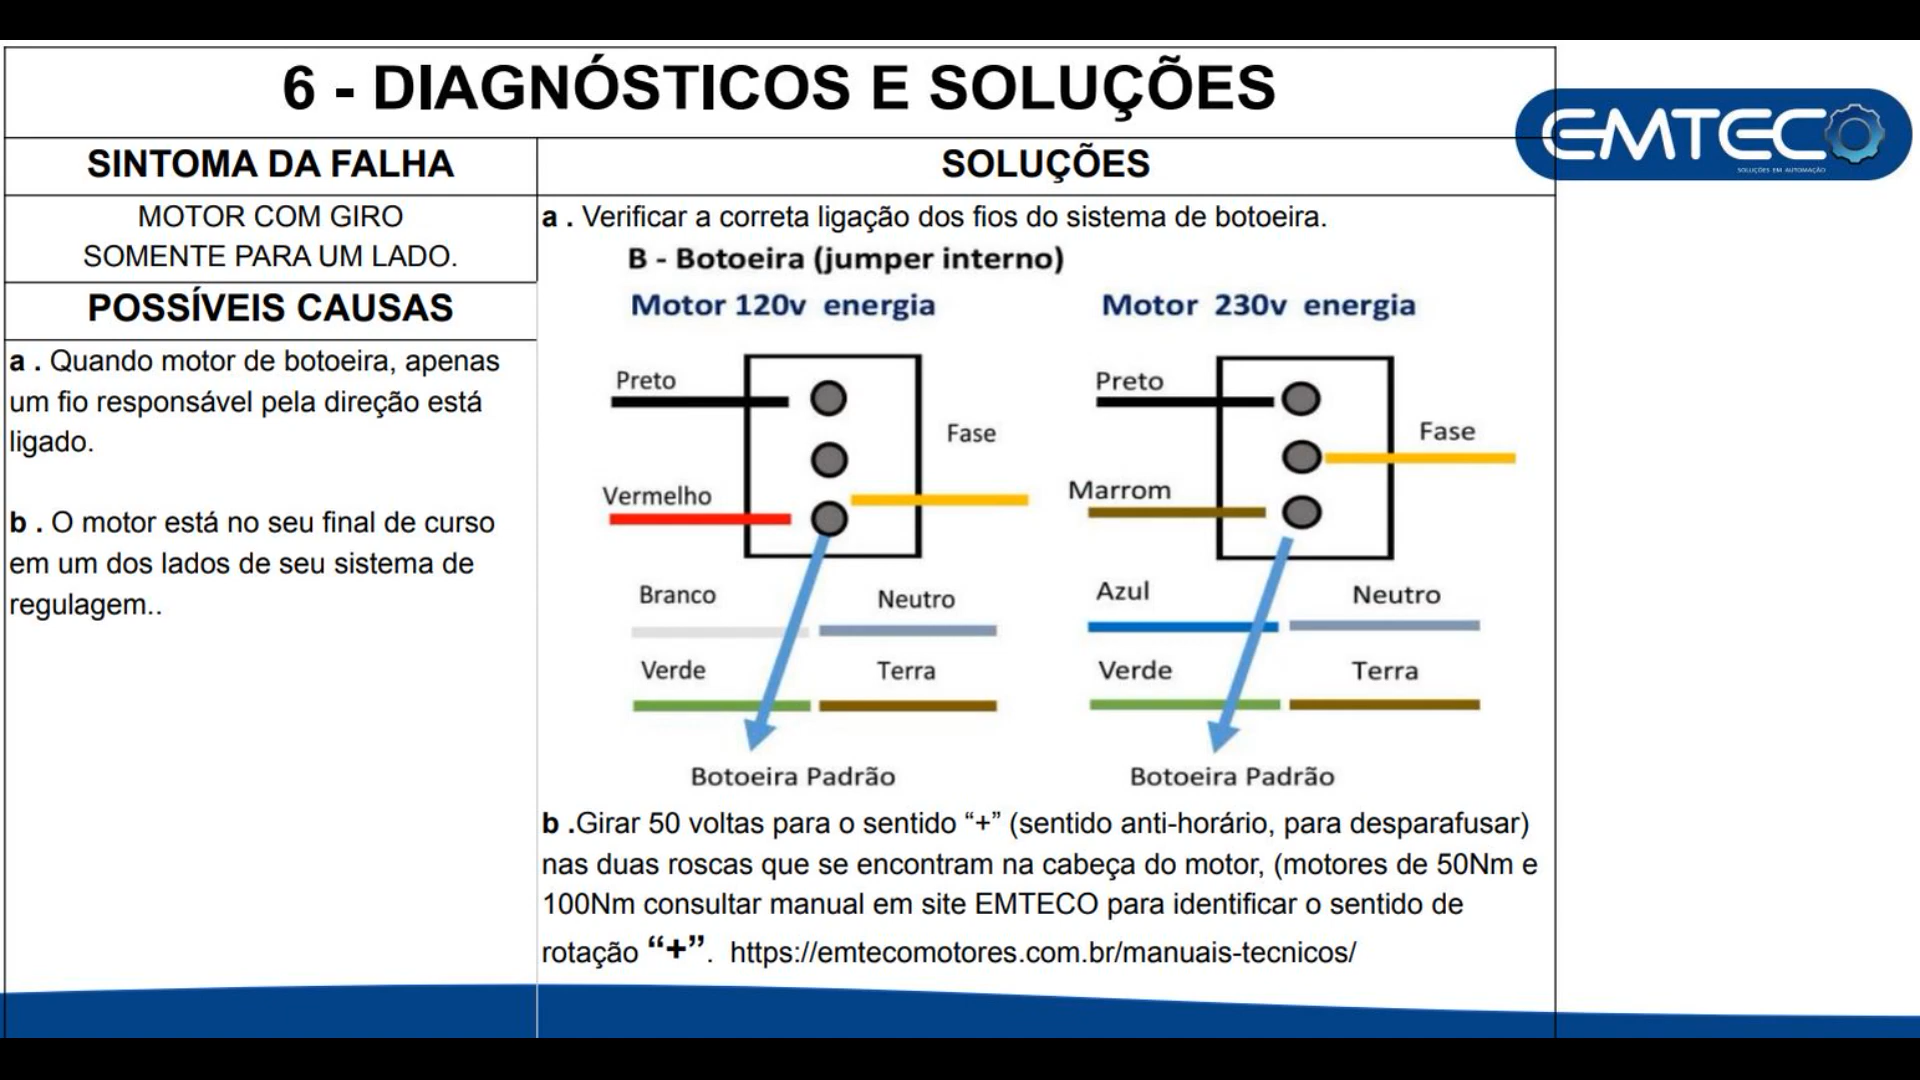 6 - DIAGNÓSTICOS E SOLUÇÕES
EMTECO
SOLUÇÕES EM AUTOMAÇÃO
SINTOMA DA FALHA
SOLUÇÕES
MOTOR COM GIRO
SOMENTE PARA UM LADO.
POSSÍVEIS CAUSAS
a . Quando motor de botoeira, apenas
um fio responsável pela direção está
ligado.
b . O motor está no seu final de curso
em um dos lados de seu sistema de
regulagem..
a . Verificar a correta ligação dos fios do sistema de botoeira.
B - Botoeira (jumper interno)
Motor 120v energia
Preto
Fase
Vermelho
Branco
Neutro
Verde
Terra
Botoeira Padrão
Motor 230v energia
Preto
Fase
Marrom
Azul
Neutro
Verde
Terra
Botoeira Padrão
b .Girar 50 voltas para o sentido “+” (sentido anti-horário, para desparafusar)
nas duas roscas que se encontram na cabeça do motor, (motores de 50Nm e
100Nm consultar manual em site EMTECO para identificar o sentido de
rotação “+”. https://emtecomotores.com.br/manuais-tecnicos/